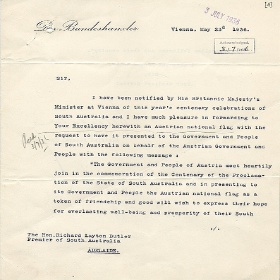 [4]
Der Bundeskanzler
Vienna, May 23rd 1936.
3 JULY 1936
Sir,
I have been notified by His Britannic Majesty's
Minister at Vienna of this year's centenary celebrations of
South Australia and I have much pleasure in forwarding to
Your Excellency herewith an Austrian national flag with the
request to have it presented to the Government and People
of South Australia on behalf of the Austrian Government and
People with the following message :
"The Government and People of Austria most heartily
join in the commemoration of the Centenary of the Proclama-
tion of the State of South Australia and in presenting to
its Government and People the Austrian national flag as a
token of friendship and good will wish to express their hope
for everlasting well-being and prosperity of their South
./.
The Hon.Richard Layton Butler
Premier of South Australia
ADELAIDE.